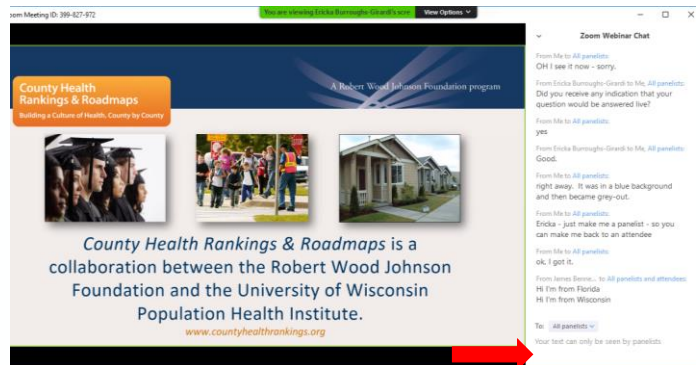 oom Meeting ID: 399-827-972
You are viewing Ericka Burroughs-Girardi's scre
View Options
County Health
Rankings & Roadmaps
Building a Culture of Health, County by County
A Robert Wood Johnson Foundation program
County Health Rankings & Roadmaps is a
collaboration between the Robert Wood Johnson
Foundation and the University of Wisconsin
Population Health Institute.
www.countyhealthrankings.org
Zoom Webinar Chat
From Me to All panelists:
OH I see it now - sorry.
From Ericka Burroughs-Girardi to Me, All panelists:
Did you receive any indication that your
question would be answered live?
From Me to All panelists:
yes
From Ericka Burroughs-Girardi to Me, All panelists:
Good.
From Me to All panelists:
right away. It was in a blue background
and then became grey-out.
From Me to All panelists:
Ericka - just make me a panelist - so you
can make me back to an attendee
From Me to All panelists:
ok, I got it.
From James Benne... to All panelists and attendees:
Hi I'm from Florida
Hi I'm from Wisconsin
To: All panelists
Your text can only be seen by panelists